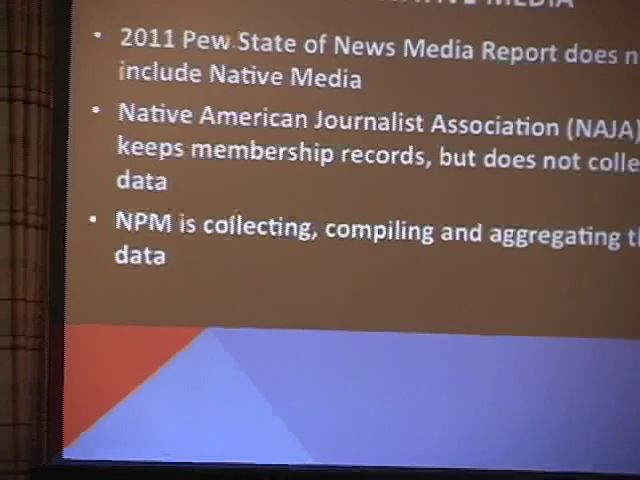 MEDIA
• 2011 Pew State of News Media Report does
include Native Media
• Native American Journalist Association (NAJA)
keeps membership records, but does not
data
• NPM is collecting, compiling and aggregating
data